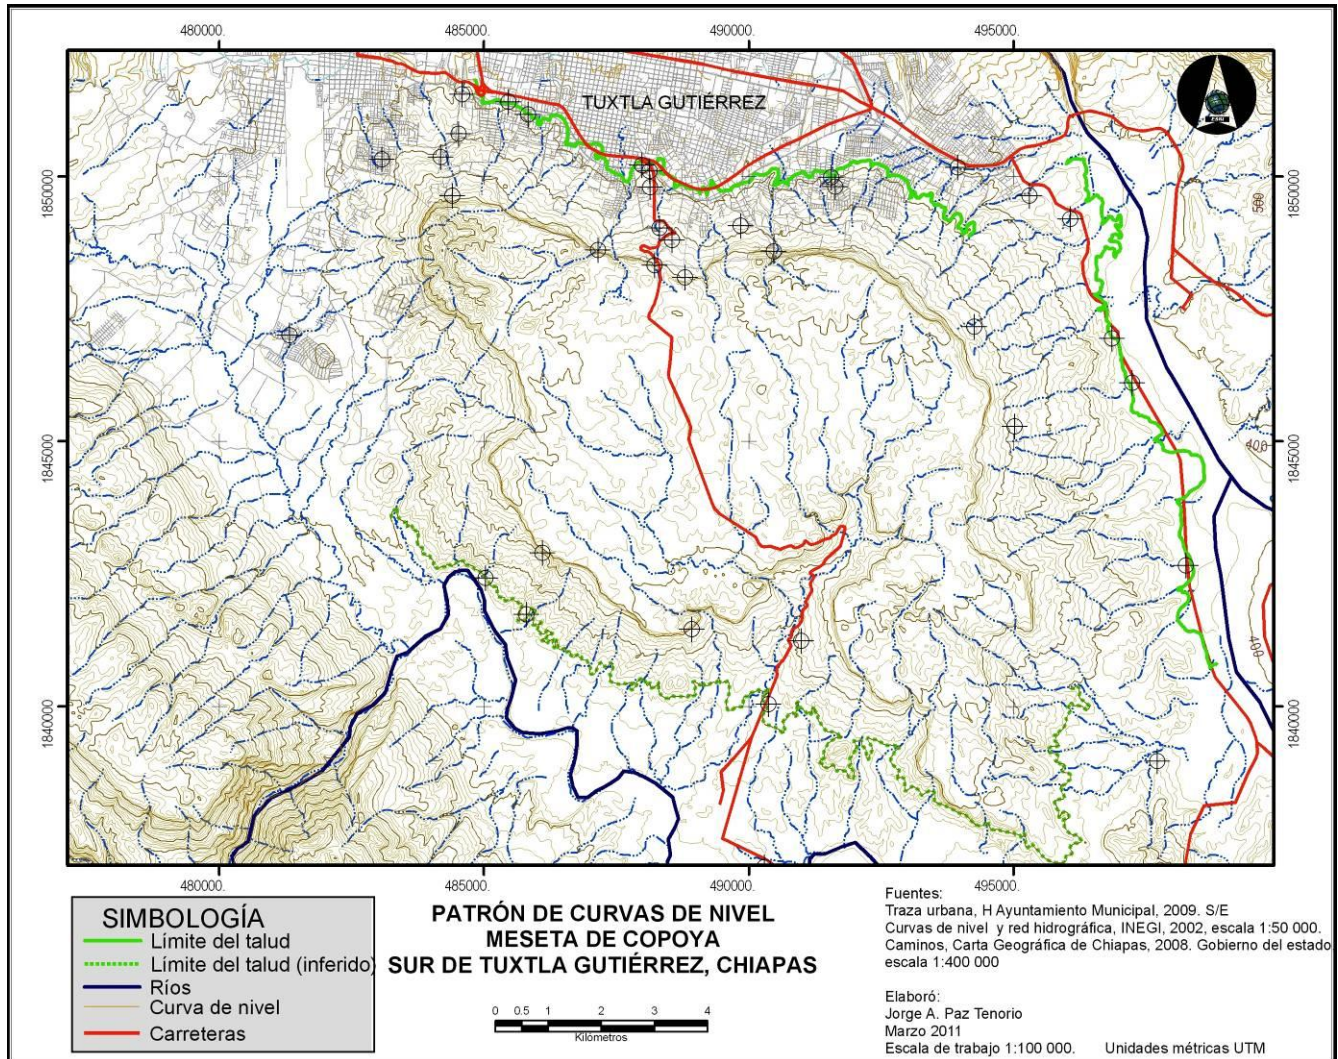 480000. 485000. 490000. 495000.
TUXTLA GUTIÉRREZ
1850000
1850000
500
1845000
1845000
400
400
1840000
1840000
480000. 485000. 490000. 495000.
SIMBOLOGÍA
Límite del talud
Límite del talud (inferido)
Ríos
Curva de nivel
Carreteras
PATRÓN DE CURVAS DE NIVEL
MESETA DE COPOYA
SUR DE TUXTLA GUTIÉRREZ, CHIAPAS
0 0.5 1 2 3 4
Kilómetros
Fuentes:
Traza urbana, H Ayuntamiento Municipal, 2009. S/E
Curvas de nivel y red hidrográfica, INEGI, 2002, escala 1:50 000.
Caminos, Carta Geográfica de Chiapas, 2008. Gobierno del estado
escala 1:400 000
Elaboró:
Jorge A. Paz Tenorio
Marzo 2011
Escala de trabajo 1:100 000. Unidades métricas UTM